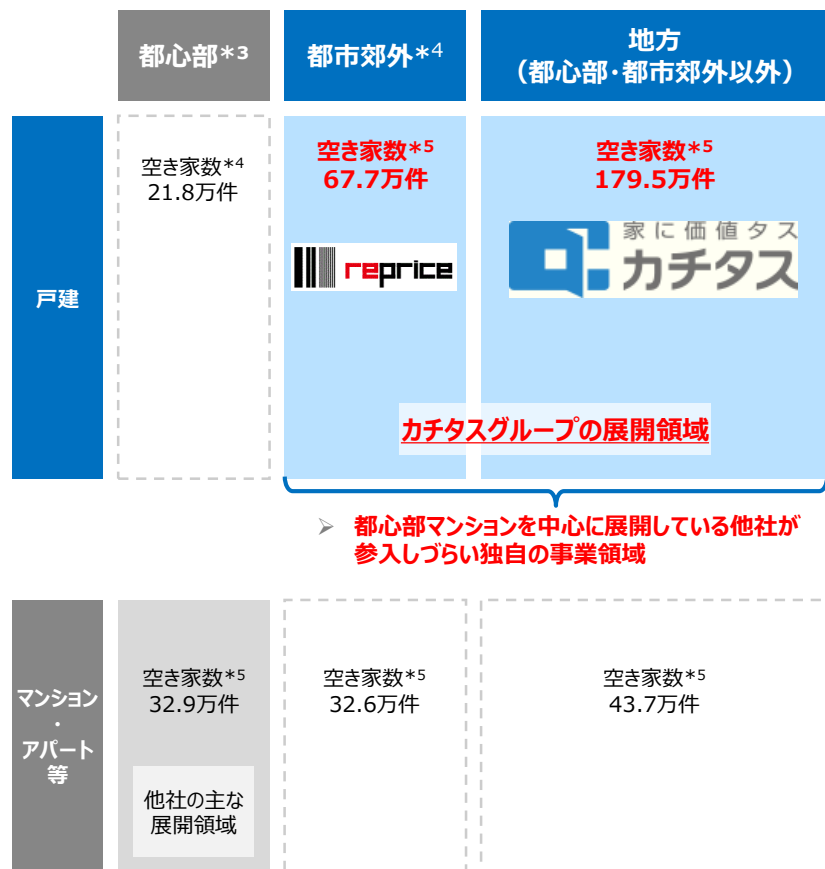 都心部*3
都市郊外*4
地方
（都心部・都市郊外以外）
戸建
空き家数*4
21.8万件
空き家数*5
67.7万件
reprice
空き家数*5
179.5万件
家に価値タス
カチタス
カチタスグループの展開領域
➢ 都心部マンションを中心に展開している他社が
参入しづらい独自の事業領域
マンション
・
アパート
等
空き家数*5
32.9万件
他社の主な
展開領域
空き家数*5
32.6万件
空き家数*5
43.7万件